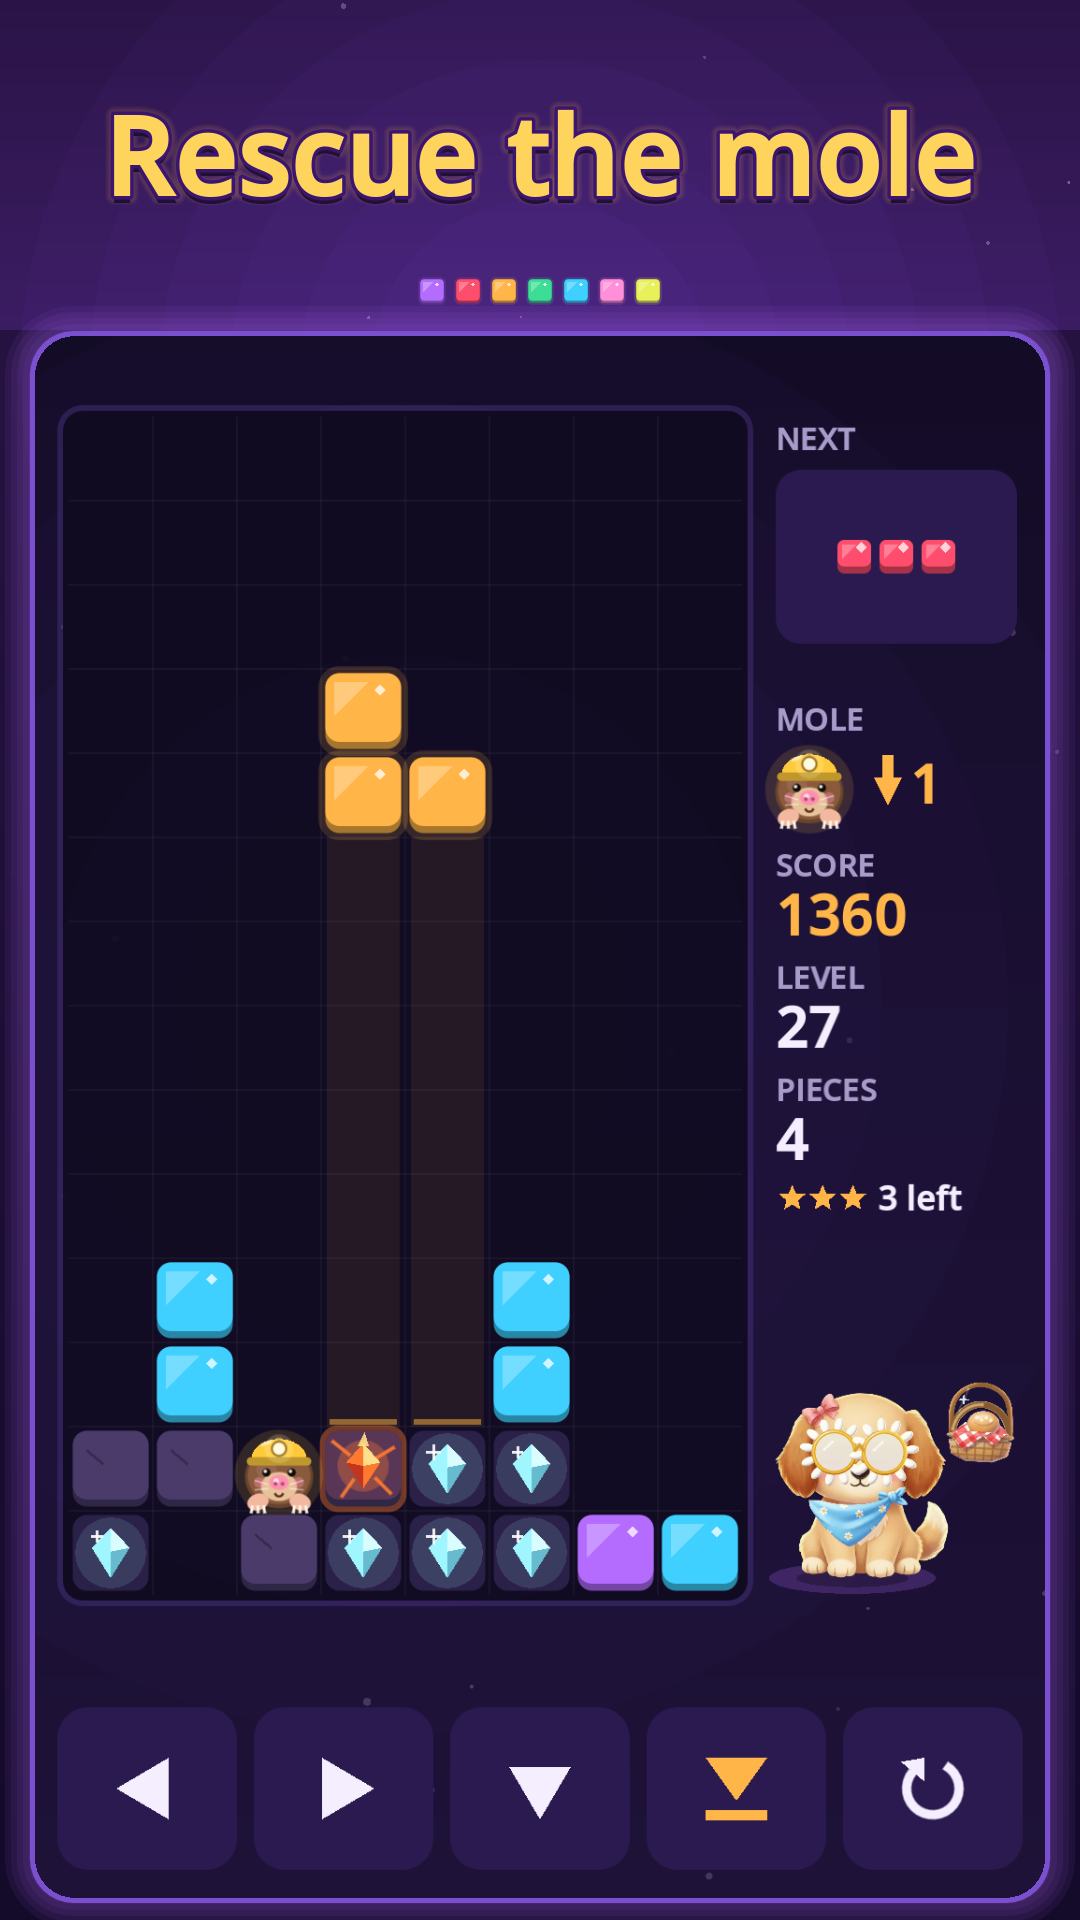 Rescue the mole
NEXT
MOLE
1
SCORE
1360
LEVEL
27
PIECES
4
3 left